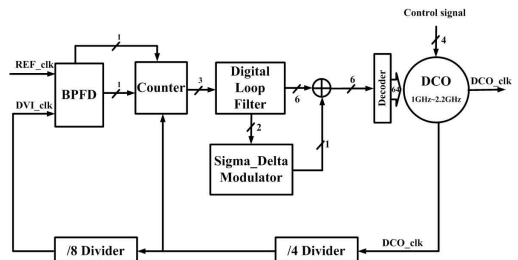 Control signal
1
4
REF_clk
BPFD
1
Counter
3
Digital
Loop
Filter
6
6
Decoder
64
DCO
1GHz~2.2GHz
DCO_clk
DVI_clk
2
1
Sigma_Delta
Modulator
/8 Divider
/4 Divider
DCO_clk